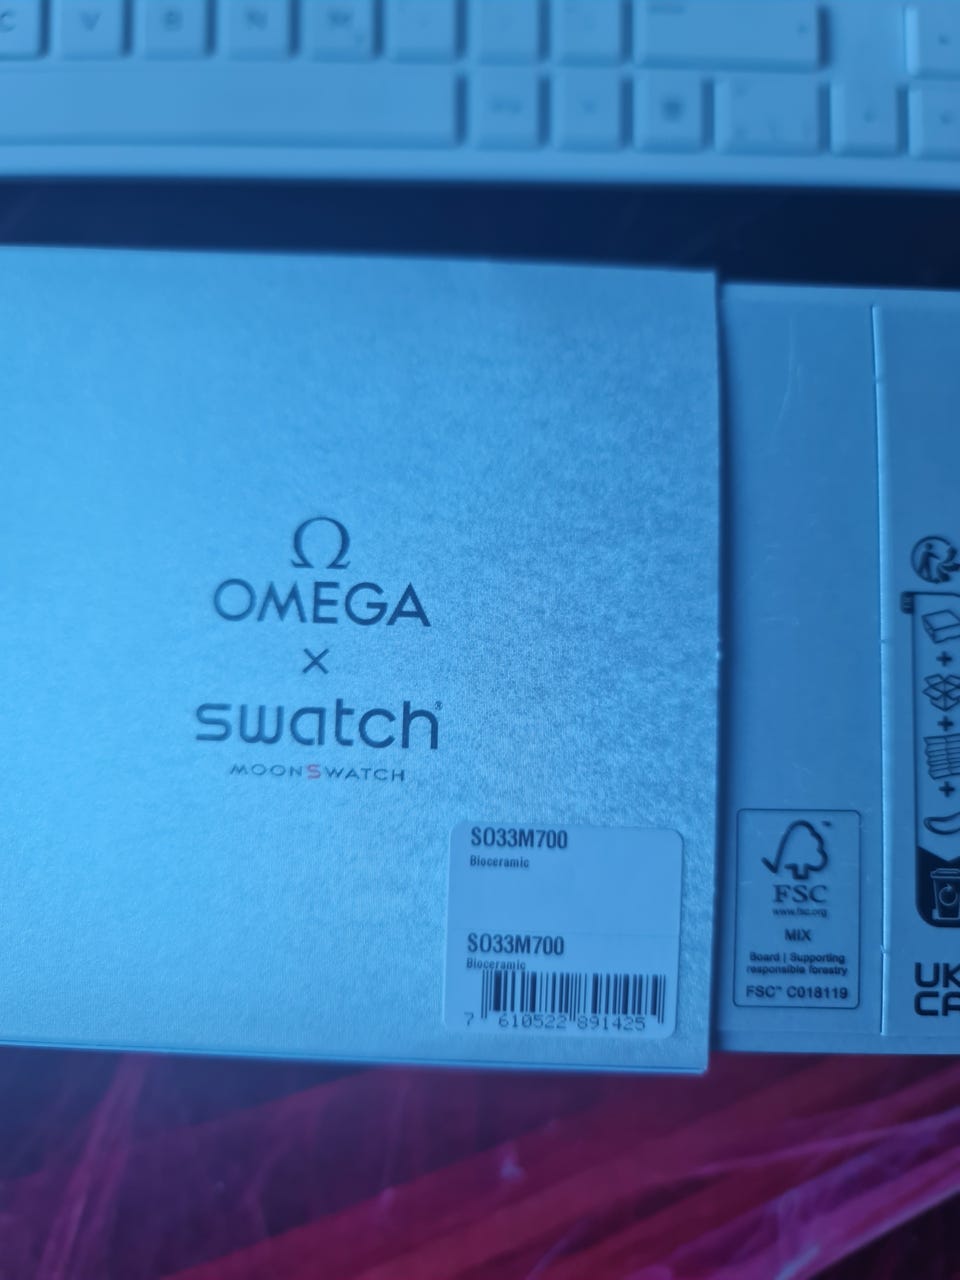 C V B N M
Ω
OMEGA
×
swatch®
MOONSWATCH
SO33M700
Bioceramic
SO33M700
Bioceramic
7 610522 891425
FSC™
www.fsc.org
MIX
Board | Supporting
responsible forestry
FSC™ C018119
UK
CA